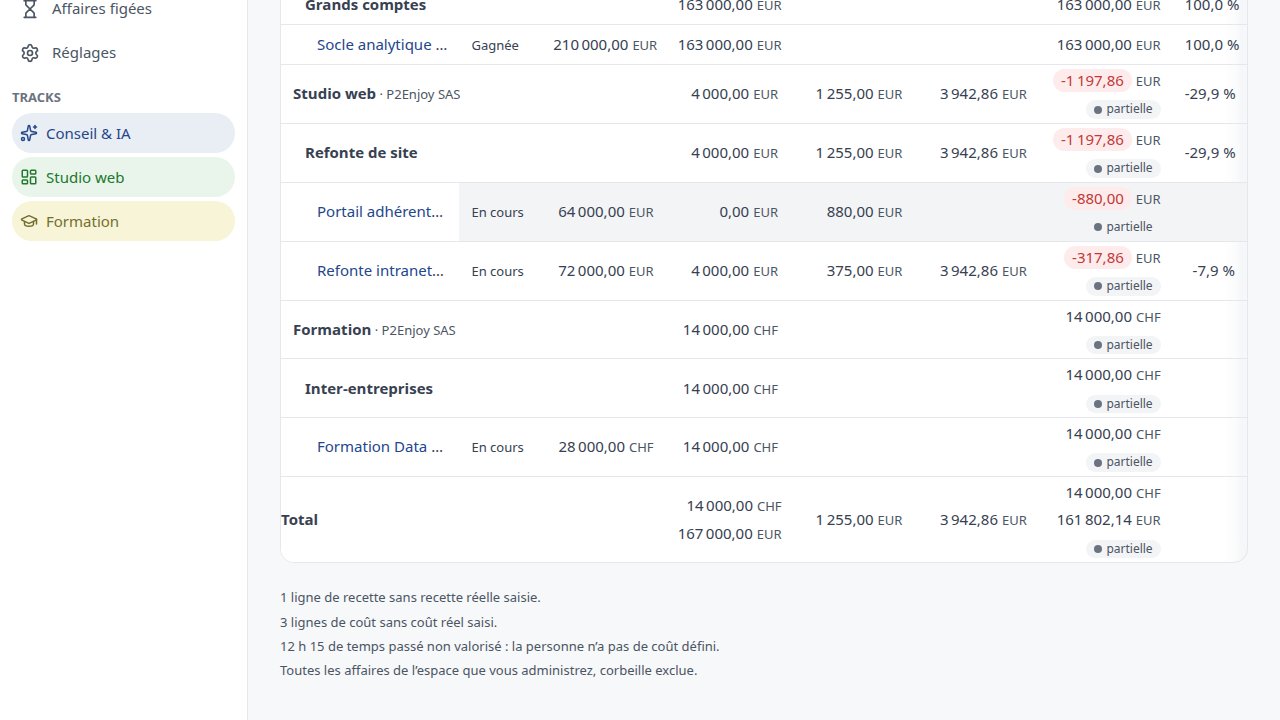 Affaires figées
Réglages
TRACKS
Conseil & IA
Studio web
Formation
Grands comptes 163 000,00 EUR 163 000,00 EUR 100,0 %
Socle analytique ... Gagnée 210 000,00 EUR 163 000,00 EUR 163 000,00 EUR 100,0 %
Studio web · P2Enjoy SAS 4 000,00 EUR 1 255,00 EUR 3 942,86 EUR -1 197,86 EUR -29,9 %
partielle
Refonte de site 4 000,00 EUR 1 255,00 EUR 3 942,86 EUR -1 197,86 EUR -29,9 %
partielle
Portail adhérent... En cours 64 000,00 EUR 0,00 EUR 880,00 EUR -880,00 EUR
partielle
Refonte intranet... En cours 72 000,00 EUR 4 000,00 EUR 375,00 EUR 3 942,86 EUR -317,86 EUR -7,9 %
partielle
Formation · P2Enjoy SAS 14 000,00 CHF 14 000,00 CHF
partielle
Inter-entreprises 14 000,00 CHF 14 000,00 CHF
partielle
Formation Data ... En cours 28 000,00 CHF 14 000,00 CHF 14 000,00 CHF
partielle
Total 14 000,00 CHF 167 000,00 EUR 1 255,00 EUR 3 942,86 EUR 14 000,00 CHF 161 802,14 EUR
partielle
1 ligne de recette sans recette réelle saisie.
3 lignes de coût sans coût réel saisi.
12 h 15 de temps passé non valorisé : la personne n’a pas de coût défini.
Toutes les affaires de l’espace que vous administrez, corbeille exclue.